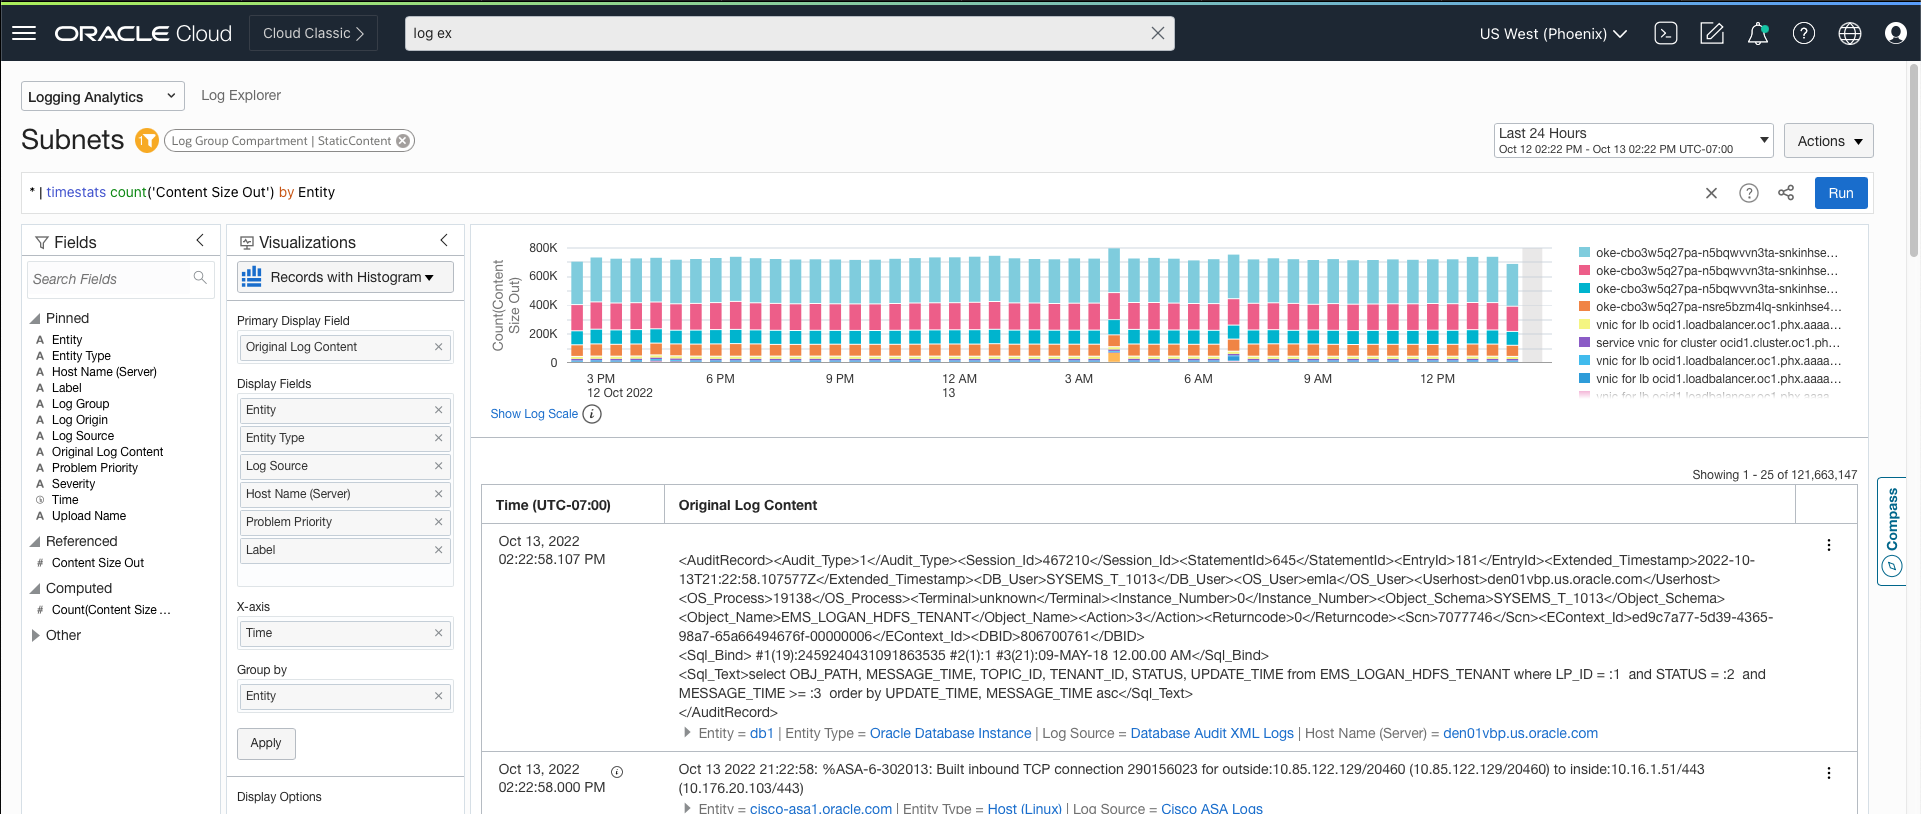 ORACLE Cloud
Cloud Classic
log ex
US West (Phoenix)
Logging Analytics
Log Explorer
Subnets
1
Log Group Compartment | StaticContent
Last 24 Hours
Oct 12 02:22 PM - Oct 13 02:22 PM UTC-07:00
Actions
* | timestats count('Content Size Out') by Entity
Run
Fields
Search Fields
Pinned
A Entity
A Entity Type
A Host Name (Server)
A Label
A Log Group
A Log Origin
A Log Source
A Original Log Content
A Problem Priority
A Severity
Time
A Upload Name
Referenced
# Content Size Out
Computed
# Count(Content Size ...
Other
Visualizations
Records with Histogram
Primary Display Field
Original Log Content
Display Fields
Entity
Entity Type
Log Source
Host Name (Server)
Problem Priority
Label
X-axis
Time
Group by
Entity
Apply
Display Options
Count(Content
Size Out)
800K
600K
400K
200K
0
3 PM
12 Oct 2022
6 PM
9 PM
12 AM
13
3 AM
6 AM
9 AM
12 PM
Show Log Scale
oke-cbo3w5q27pa-n5bqwvvn3ta-snkinhse...
oke-cbo3w5q27pa-n5bqwvvn3ta-snkinhse...
oke-cbo3w5q27pa-n5bqwvvn3ta-snkinhse...
oke-cbo3w5q27pa-nsre5bzm4lq-snkinhse4...
vnic for lb ocid1.loadbalancer.oc1.phx.aaaa...
service vnic for cluster ocid1.cluster.oc1.ph...
vnic for lb ocid1.loadbalancer.oc1.phx.aaaa...
vnic for lb ocid1.loadbalancer.oc1.phx.aaaa...
vnic for lb ocid1.loadbalancer.oc1.phx.aaaa...
Showing 1 - 25 of 121,663,147
Time (UTC-07:00)
Original Log Content
Oct 13, 2022
02:22:58.107 PM
<AuditRecord><Audit_Type>1</Audit_Type><Session_Id>467210</Session_Id><StatementId>645</StatementId><EntryId>181</EntryId><Extended_Timestamp>2022-10-
13T21:22:58.107577Z</Extended_Timestamp><DB_User>SYSEMS_T_1013</DB_User><OS_User>emla</OS_User><Userhost>den01vbp.us.oracle.com</Userhost>
<OS_Process>19138</OS_Process><Terminal>unknown</Terminal><Instance_Number>0</Instance_Number><Object_Schema>SYSEMS_T_1013</Object_Schema>
<Object_Name>EMS_LOGAN_HDFS_TENANT</Object_Name><Action>3</Action><Returncode>0</Returncode><Scn>7077746</Scn><EContext_Id>ed9c7a77-5d39-4365-
98a7-65a66494676f-00000006</EContext_Id><DBID>806700761</DBID>
<Sql_Bind> #1(19):2459240431091863535 #2(1):1 #3(21):09-MAY-18 12.00.00 AM</Sql_Bind>
<Sql_Text>select OBJ_PATH, MESSAGE_TIME, TOPIC_ID, TENANT_ID, STATUS, UPDATE_TIME from EMS_LOGAN_HDFS_TENANT where LP_ID = :1 and STATUS = :2 and
MESSAGE_TIME >= :3 order by UPDATE_TIME, MESSAGE_TIME asc</Sql_Text>
</AuditRecord>
Entity = db1 | Entity Type = Oracle Database Instance | Log Source = Database Audit XML Logs | Host Name (Server) = den01vbp.us.oracle.com
Oct 13, 2022
02:22:58.000 PM
Oct 13 2022 21:22:58: %ASA-6-302013: Built inbound TCP connection 290156023 for outside:10.85.122.129/20460 (10.85.122.129/20460) to inside:10.16.1.51/443
(10.176.20.103/443)
Entity = cisco-asa1.oracle.com | Entity Type = Host (Linux) | Log Source = Cisco ASA Logs
Compass